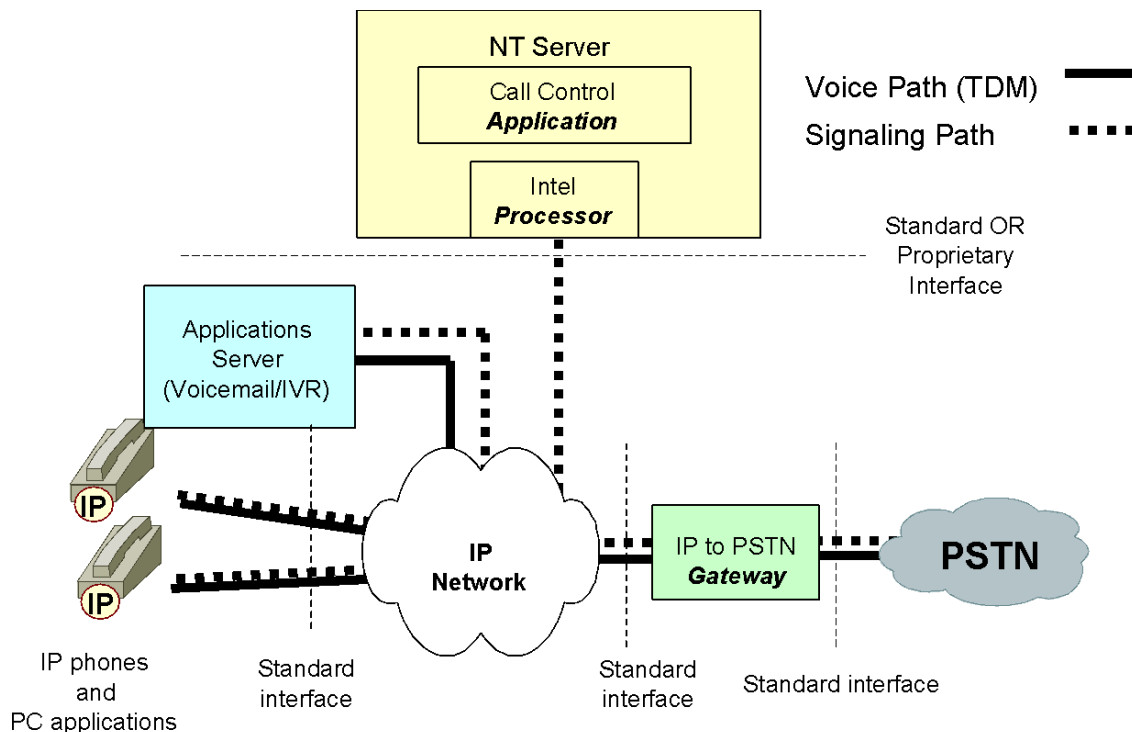 NT Server
Call Control
Application
Intel
Processor
Voice Path (TDM)
Signaling Path
Standard OR
Proprietary
Interface
Applications
Server
(Voicemail/IVR)
IP
IP
IP
Network
IP to PSTN
Gateway
PSTN
IP phones
and
PC applications
Standard
interface
Standard
interface
Standard interface